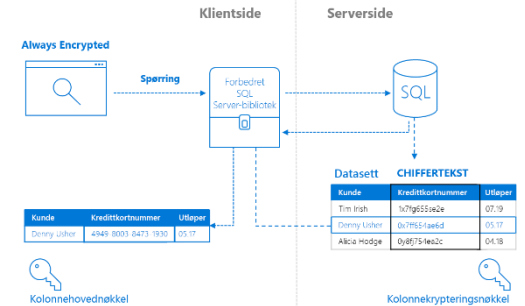 Klientside
Serverside
Always Encrypted
Spørring
Forbedret
SQL
Server-bibliotek
SQL
Datasett CHIFFERTEKST
Kunde Kredittkortnummer Utløper
Tim Irish 1x7fg655se2e 07.19
Denny Usher 0x7ff654ae6d 05.17
Alicia Hodge 0y8fj754ea2c 04.18
Kunde Kredittkortnummer Utløper
Denny Usher 4949-8003-8473-1930 05.17
Kolonnehovednøkkel
Kolonnekrypteringsnøkkel